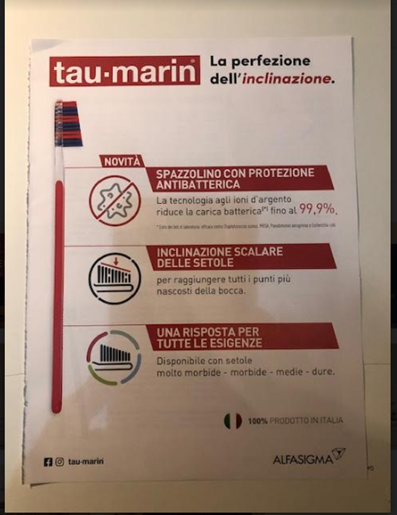 tau·marin®
La perfezione
dell'inclinazione.
NOVITÀ
SPAZZOLINO CON PROTEZIONE
ANTIBATTERICA
La tecnologia agli ioni d'argento
riduce la carica batterica(*) fino al 99,9%.
INCLINAZIONE SCALARE
DELLE SETOLE
per raggiungere tutti i punti più
nascosti della bocca.
UNA RISPOSTA PER
TUTTE LE ESIGENZE
Disponibile con setole
molto morbide - morbide - medie - dure.
100% PRODOTTO IN ITALIA
tau·marin
ALFASIGMA